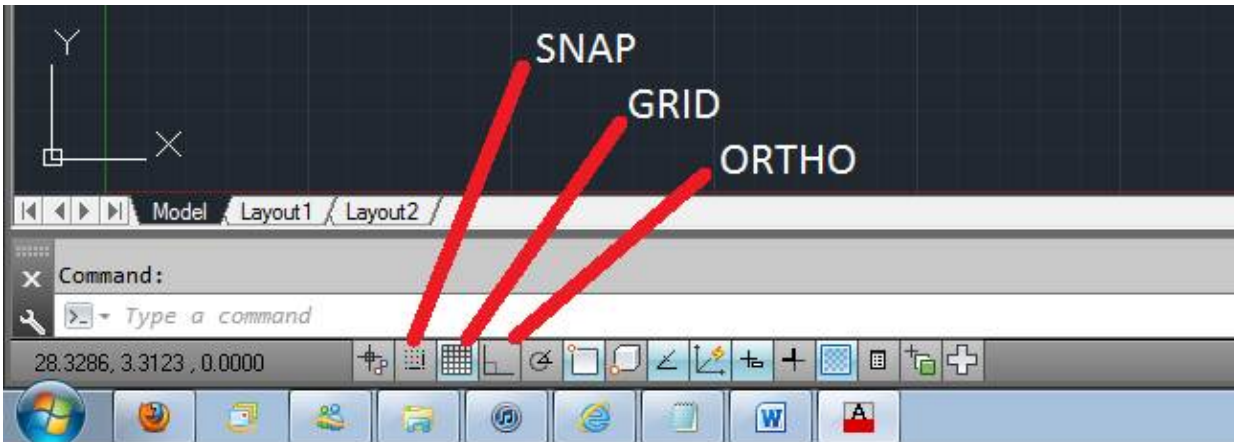 Y
SNAP
GRID
X
ORTHO
Model Layout1 Layout2
Command:
Type a command
28.3286, 3.3123, 0.0000
W
A